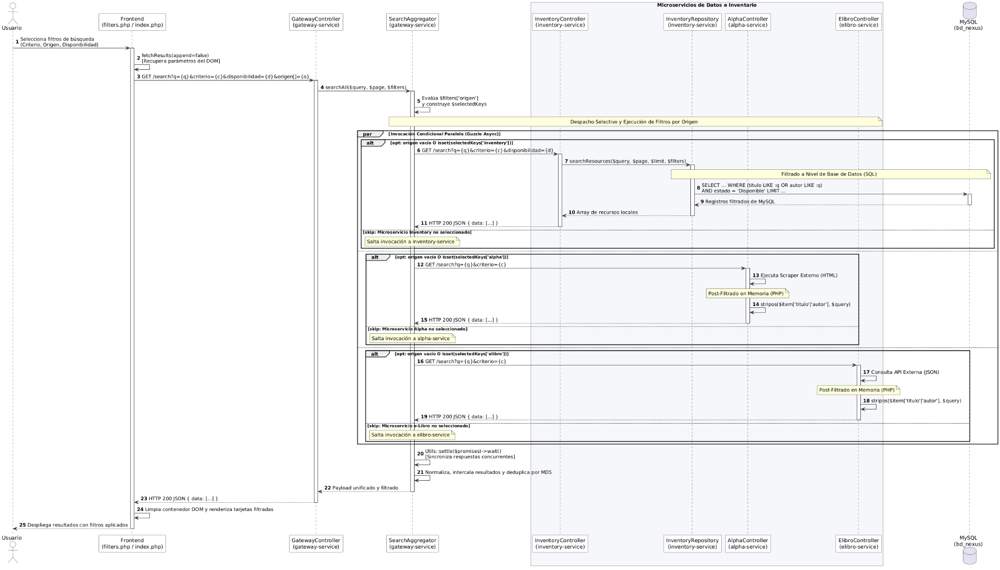 Microservicios de Datos e Inventario
Usuario
Frontend
(filters.php / index.php)
GatewayController
(gateway-service)
SearchAggregator
(gateway-service)
InventoryController
(inventory-service)
InventoryRepository
(inventory-service)
AlphaController
(alpha-service)
ElibroController
(elibro-service)
MySQL
(bd_nexus)
1 Selecciona filtros de búsqueda
(Criterio, Origen, Disponibilidad)
2 fetchResults(append=false)
[Recupera parámetros del DOM]
3 GET /search?q={q}&criterio={c}&disponibilidad={d}&origen[]={o}
4 searchAll($query, $page, $filters)
5 Evalúa $filters['origen']
y construye $selectedKeys
Despacho Selectivo y Ejecución de Filtros por Origen
par [Invocación Condicional Paralela (Guzzle Async)]
alt [opt: origen vacío O isset(selectedKeys['inventory'])]
6 GET /search?q={q}&criterio={c}&disponibilidad={d}
7 searchResources($query, $page, $limit, $filters)
Filtrado a Nivel de Base de Datos (SQL)
8 SELECT ... WHERE (titulo LIKE :q OR autor LIKE :q)
AND estado = 'Disponible' LIMIT ...
9 Registros filtrados de MySQL
10 Array de recursos locales
11 HTTP 200 JSON { data: [...] }
[skip: Microservicio Inventory no seleccionado]
Salta invocación a inventory-service
alt [opt: origen vacío O isset(selectedKeys['alpha'])]
12 GET /search?q={q}&criterio={c}
13 Ejecuta Scraper Externo (HTML)
Post-Filtrado en Memoria (PHP)
14 stripos($item['titulo'|'autor'], $query)
15 HTTP 200 JSON { data: [...] }
[skip: Microservicio Alpha no seleccionado]
Salta invocación a alpha-service
alt [opt: origen vacío O isset(selectedKeys['elibro'])]
16 GET /search?q={q}&criterio={c}
17 Consulta API Externa (JSON)
Post-Filtrado en Memoria (PHP)
18 stripos($item['titulo'|'autor'], $query)
19 HTTP 200 JSON { data: [...] }
[skip: Microservicio e-Libro no seleccionado]
Salta invocación a elibro-service
20 Utils::settle($promises)->wait()
[Sincroniza respuestas concurrentes]
21 Normaliza, intercala resultados y deduplica por MD5
22 Payload unificado y filtrado
23 HTTP 200 JSON { data: [...] }
24 Limpia contenedor DOM y renderiza tarjetas filtradas
25 Despliega resultados con filtros aplicados
Usuario
Frontend
(filters.php / index.php)
GatewayController
(gateway-service)
SearchAggregator
(gateway-service)
InventoryController
(inventory-service)
InventoryRepository
(inventory-service)
AlphaController
(alpha-service)
ElibroController
(elibro-service)
MySQL
(bd_nexus)